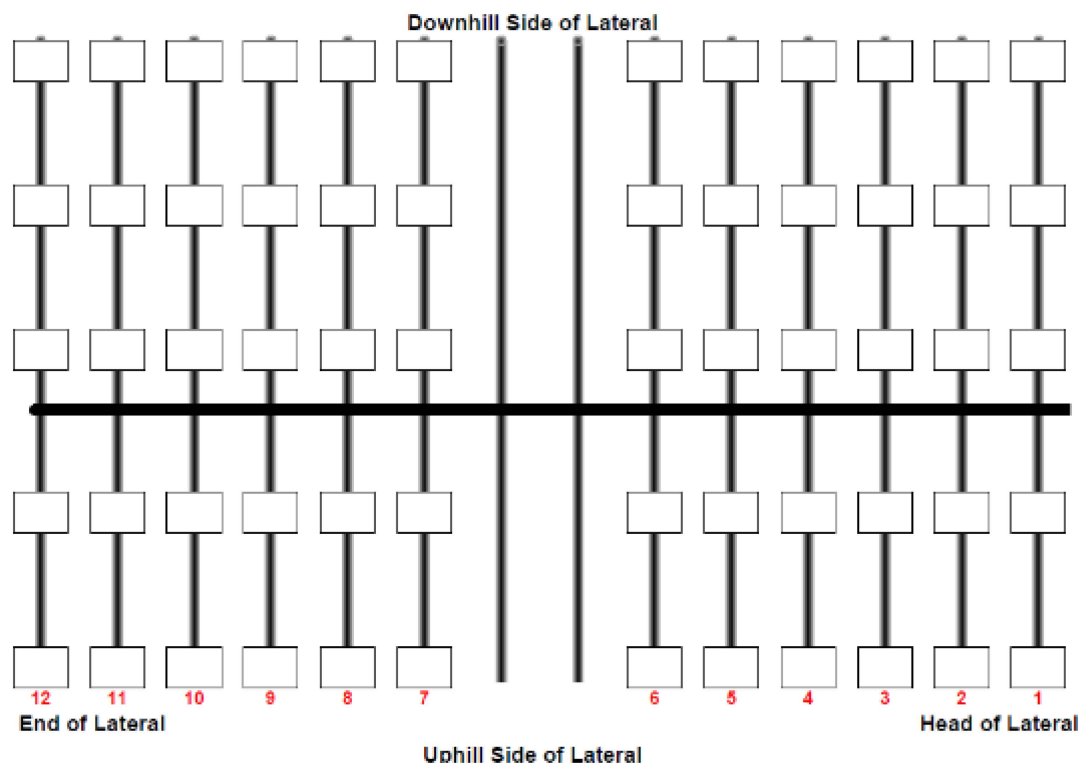 Downhill Side of Lateral
12 11 10 9 8 7 6 5 4 3 2 1
End of Lateral Head of Lateral
Uphill Side of Lateral